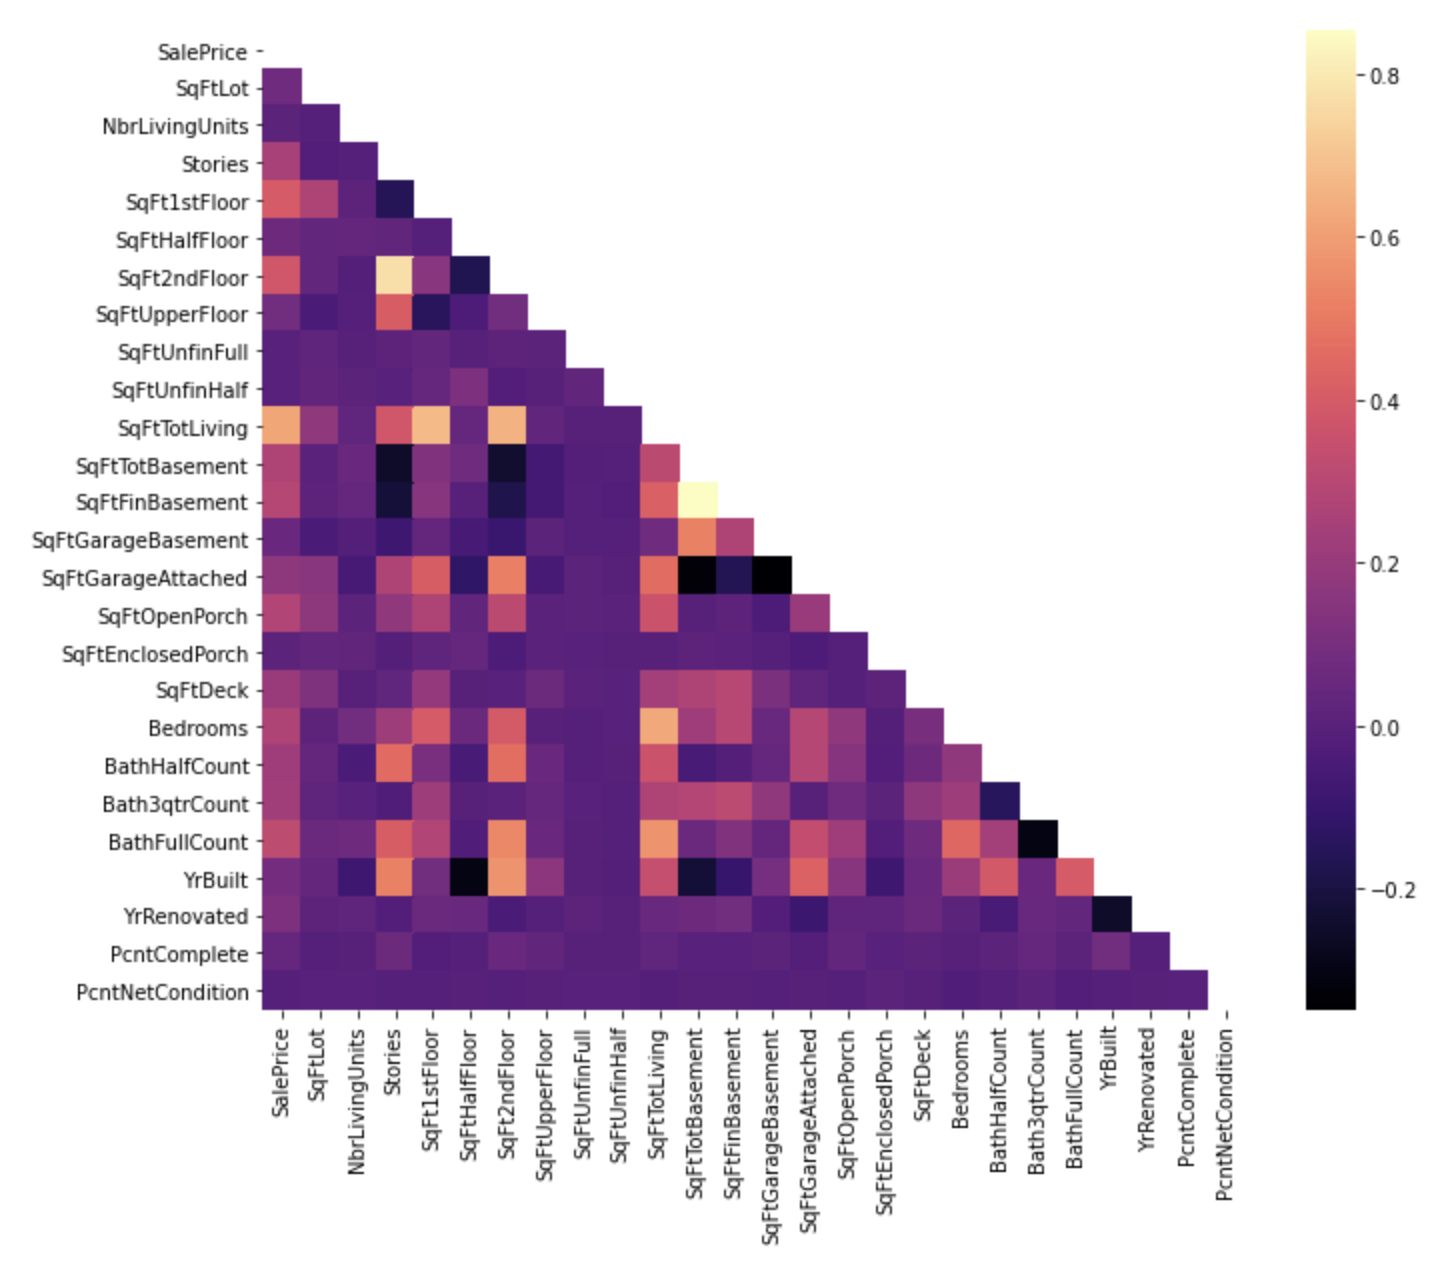 SalePrice
SqFtLot
NbrLivingUnits
Stories
SqFt1stFloor
SqFtHalfFloor
SqFt2ndFloor
SqFtUpperFloor
SqFtUnfinFull
SqFtUnfinHalf
SqFtTotLiving
SqFtTotBasement
SqFtFinBasement
SqFtGarageBasement
SqFtGarageAttached
SqFtOpenPorch
SqFtEnclosedPorch
SqFtDeck
Bedrooms
BathHalfCount
Bath3qtrCount
BathFullCount
YrBuilt
YrRenovated
PcntComplete
PcntNetCondition
SalePrice
SqFtLot
NbrLivingUnits
Stories
SqFt1stFloor
SqFtHalfFloor
SqFt2ndFloor
SqFtUpperFloor
SqFtUnfinFull
SqFtUnfinHalf
SqFtTotLiving
SqFtTotBasement
SqFtFinBasement
SqFtGarageBasement
SqFtGarageAttached
SqFtOpenPorch
SqFtEnclosedPorch
SqFtDeck
Bedrooms
BathHalfCount
Bath3qtrCount
BathFullCount
YrBuilt
YrRenovated
PcntComplete
PcntNetCondition
0.8
0.6
0.4
0.2
0.0
−0.2